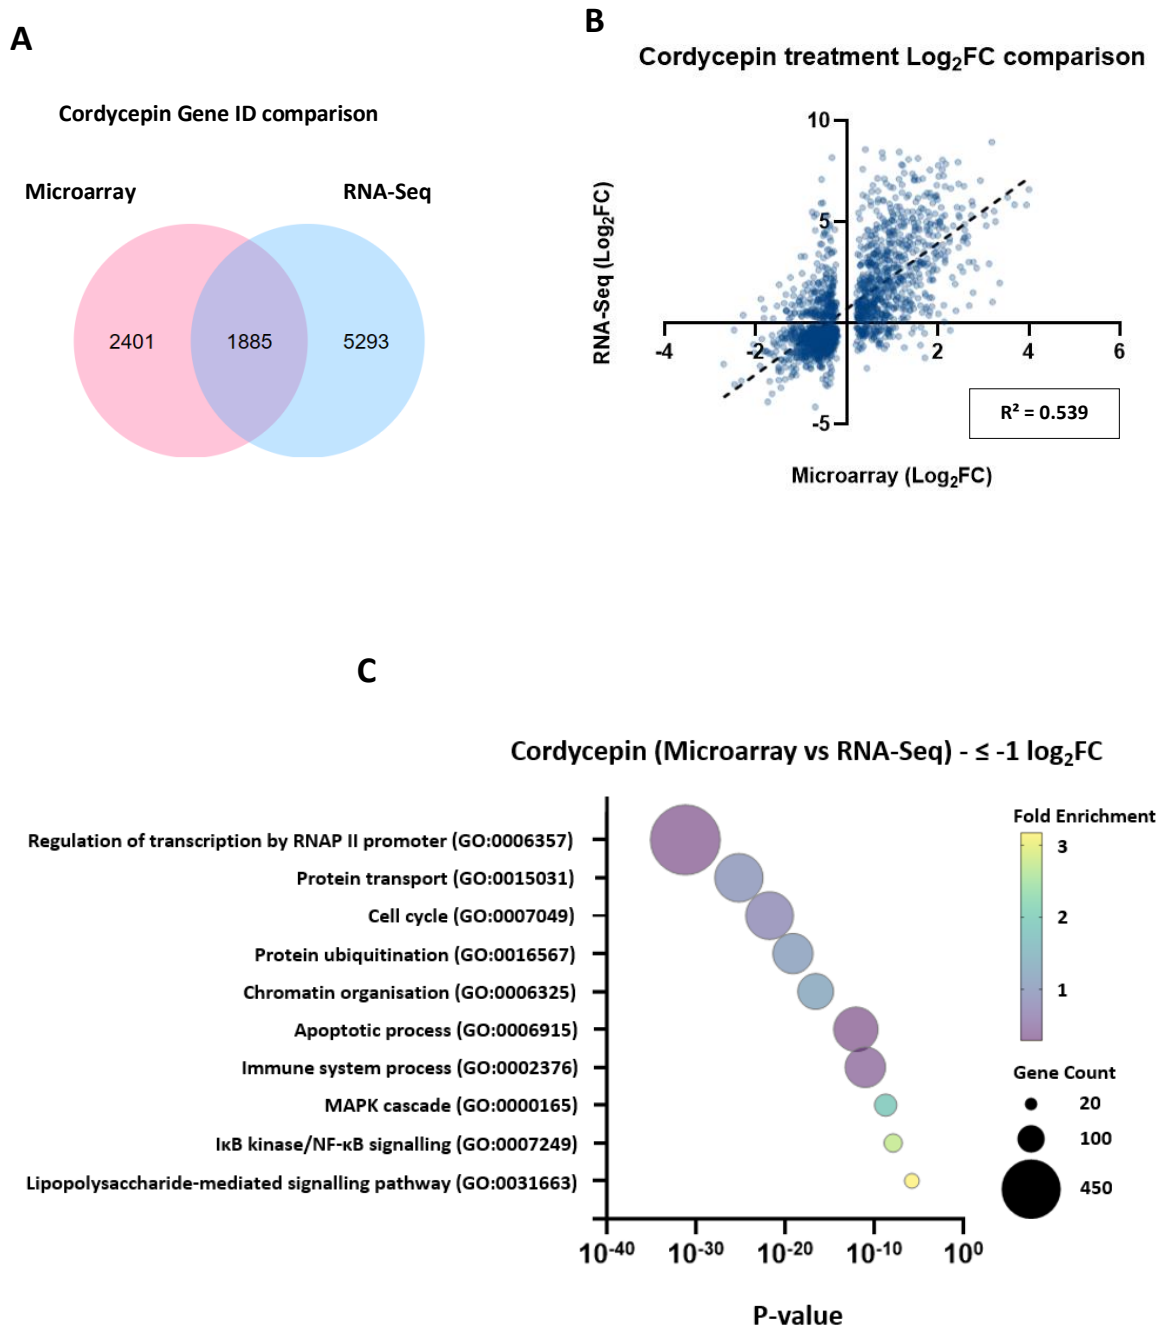 A
Cordycepin Gene ID comparison
Microarray
RNA-Seq
2401
1885
5293
B
Cordycepin treatment Log₂FC comparison
RNA-Seq (Log₂FC)
10
5
-5
-4
-2
2
4
6
R² = 0.539
Microarray (Log₂FC)
C
Cordycepin (Microarray vs RNA-Seq) - ≤ -1 log₂FC
Regulation of transcription by RNAP II promoter (GO:0006357)
Protein transport (GO:0015031)
Cell cycle (GO:0007049)
Protein ubiquitination (GO:0016567)
Chromatin organisation (GO:0006325)
Apoptotic process (GO:0006915)
Immune system process (GO:0002376)
MAPK cascade (GO:0000165)
IκB kinase/NF-κB signalling (GO:0007249)
Lipopolysaccharide-mediated signalling pathway (GO:0031663)
10⁻⁴⁰
10⁻³⁰
10⁻²⁰
10⁻¹⁰
10⁰
P-value
Fold Enrichment
3
2
1
Gene Count
20
100
450